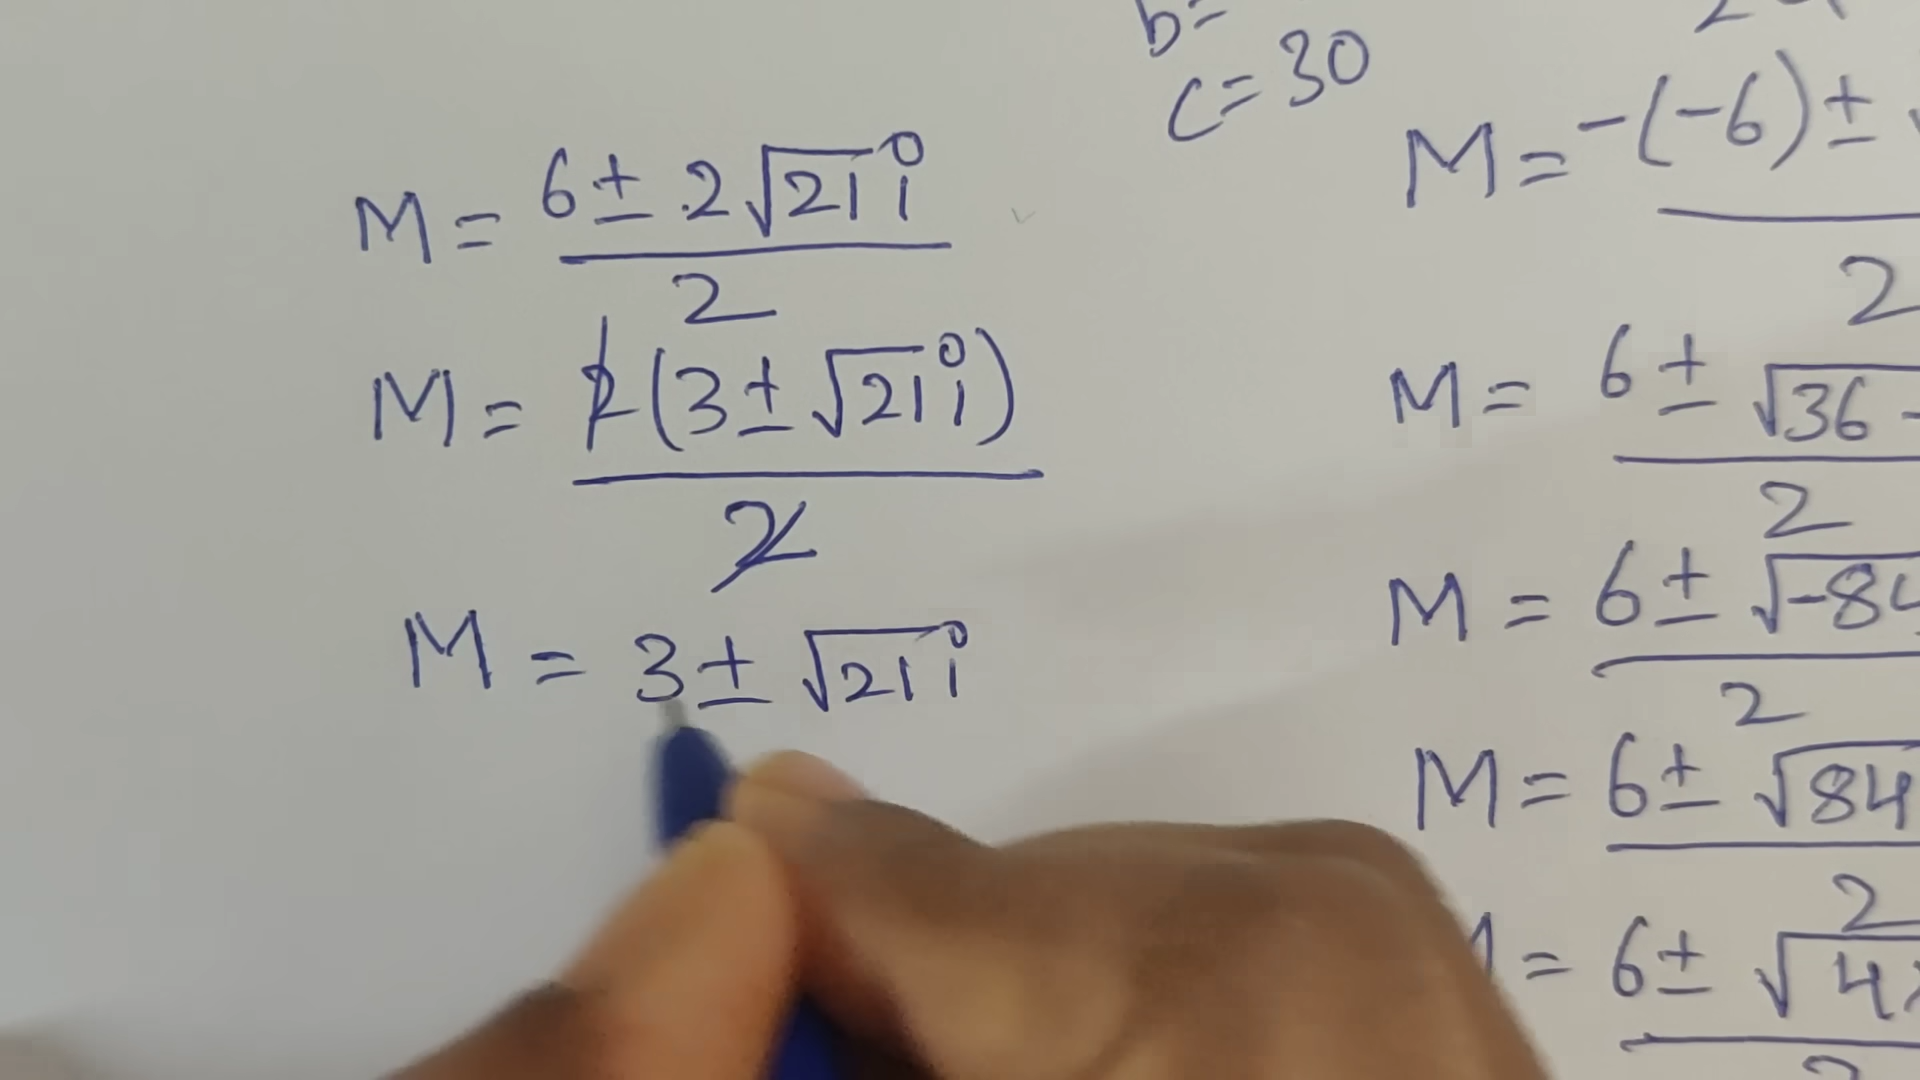 M = 6 ± 2√21 i
2
M = 2(3 ± √21 i)
2
M = 3 ± √21 i
b=
c=30
M = -(-6) ±
2
M = 6 ± √36 -
2
M = 6 ± √-84
2
M = 6 ± √84
2
= 6 ± √4×